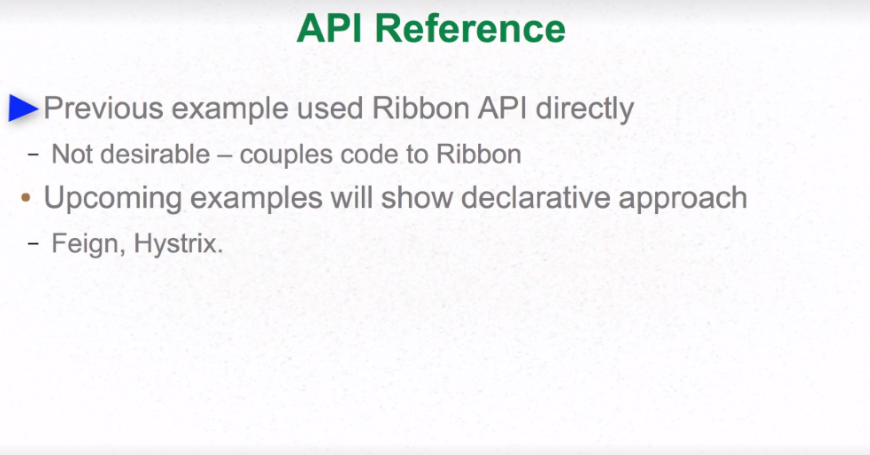 API Reference
Previous example used Ribbon API directly
– Not desirable – couples code to Ribbon
• Upcoming examples will show declarative approach
– Feign, Hystrix.